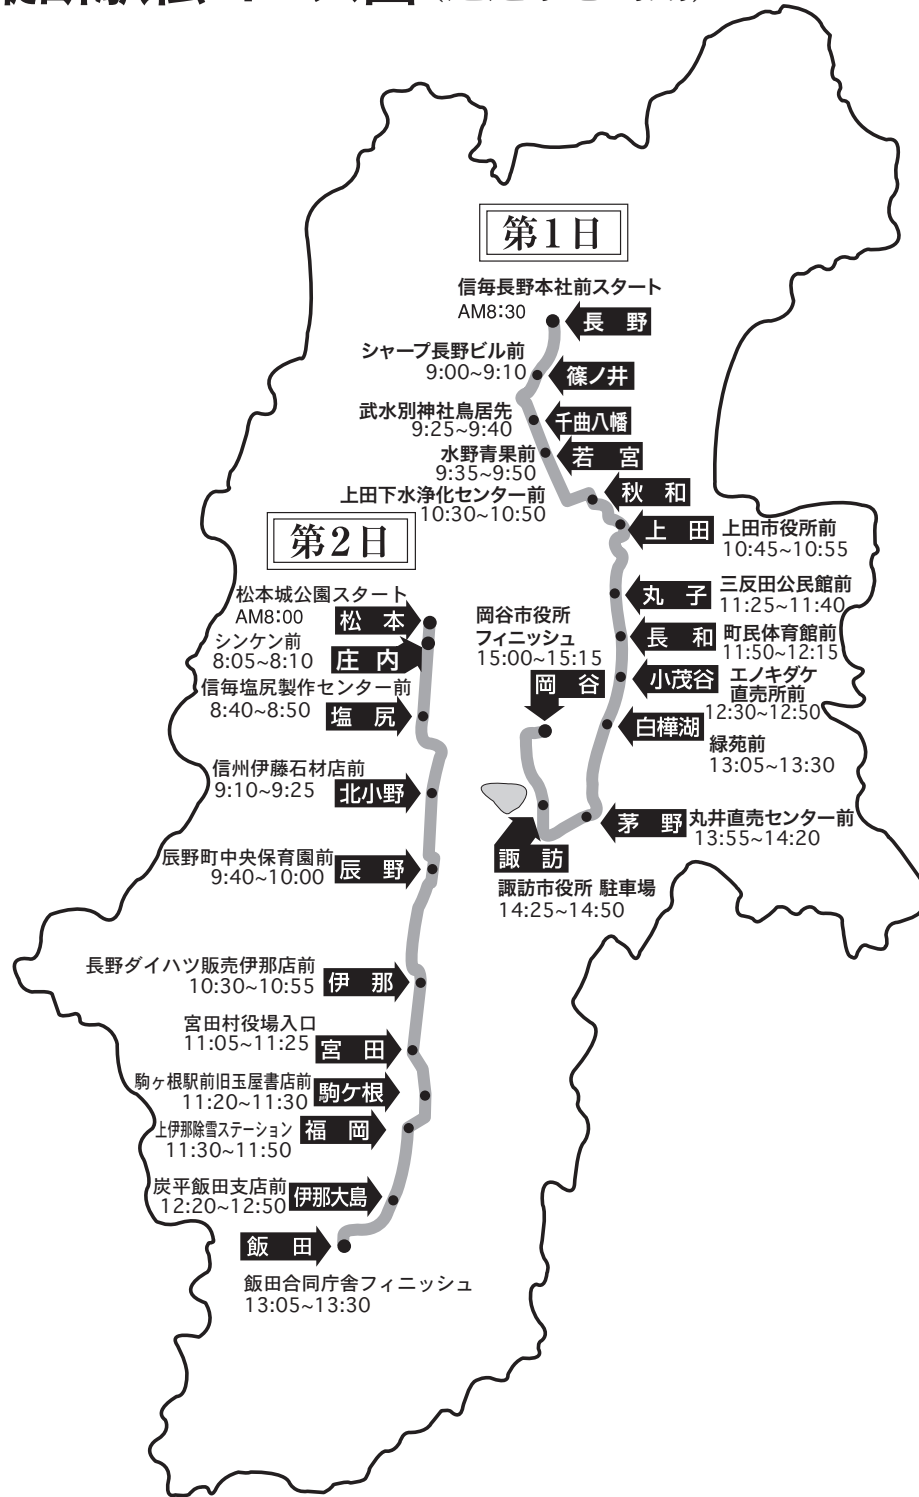 第1日
信毎長野本社前スタート
AM8:30
長 野
シャープ長野ビル前
9:00~9:10
篠ノ井
武水別神社鳥居先
9:25~9:40
千曲八幡
水野青果前
9:35~9:50
若 宮
上田下水浄化センター前
10:30~10:50
秋 和
上 田
上田市役所前
10:45~10:55
丸 子
三反田公民館前
11:25~11:40
長 和
町民体育館前
11:50~12:15
小茂谷
エノキダケ
直売所前
12:30~12:50
白樺湖
緑苑前
13:05~13:30
茅 野
丸井直売センター前
13:55~14:20
諏 訪
諏訪市役所 駐車場
14:25~14:50
岡谷市役所
フィニッシュ
15:00~15:15
岡 谷
第2日
松本城公園スタート
AM8:00
松 本
シンケン前
8:05~8:10
庄 内
信毎塩尻製作センター前
8:40~8:50
塩 尻
信州伊藤石材店前
9:10~9:25
北小野
辰野町中央保育園前
9:40~10:00
辰 野
長野ダイハツ販売伊那店前
10:30~10:55
伊 那
宮田村役場入口
11:05~11:25
宮 田
駒ヶ根駅前旧玉屋書店前
11:20~11:30
駒ケ根
上伊那除雪ステーション
11:30~11:50
福 岡
炭平飯田支店前
12:20~12:50
伊那大島
飯 田
飯田合同庁舎フィニッシュ
13:05~13:30